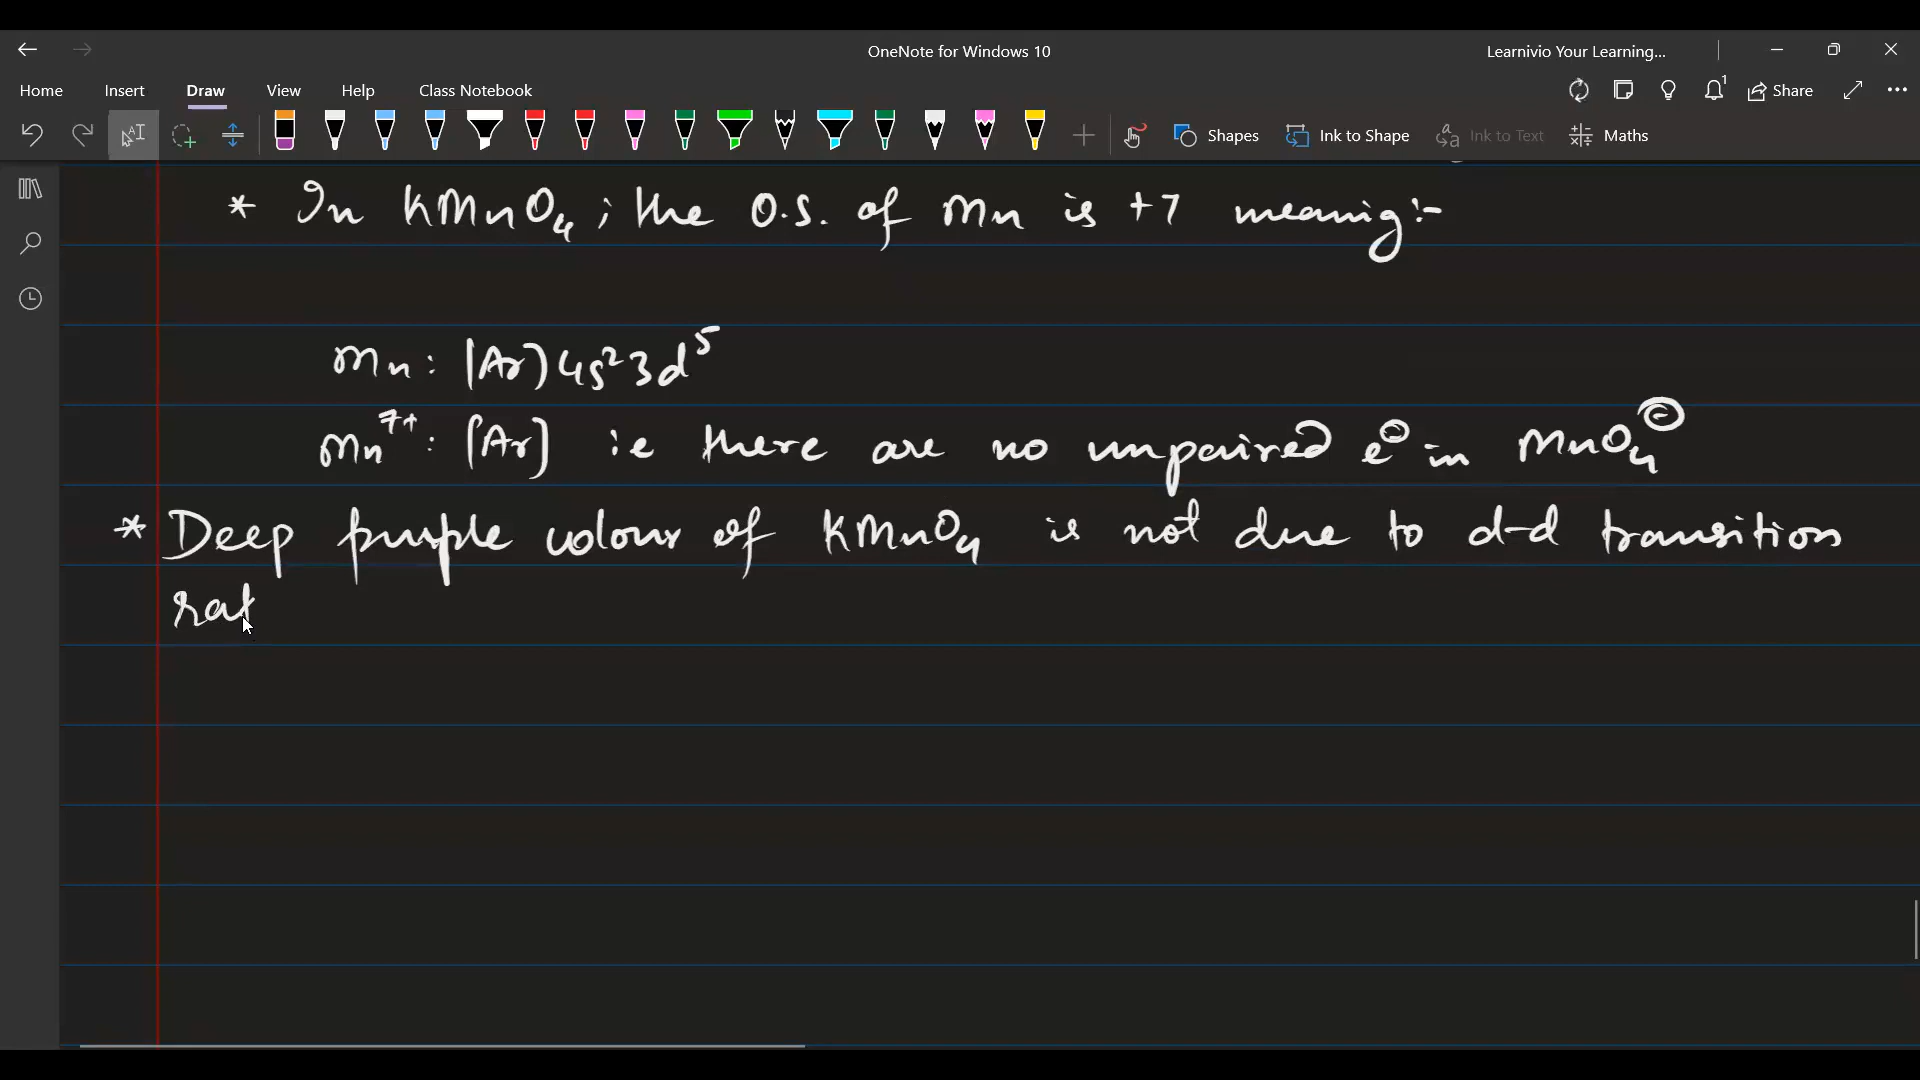 OneNote for Windows 10
Learnivio Your Learning...
Home Insert Draw View Help Class Notebook
1 Share
Shapes Ink to Shape Ink to Text Maths
* In KMnO₄ ; the O.S. of Mn is +7 meanig :-
Mn : (Ar) 4s² 3d⁵
Mn⁷⁺ : [Ar] ie there are no unpaired e⊖ in MnO₄⊖
* Deep purple colour of KMnO₄ is not due to d-d transition
rat